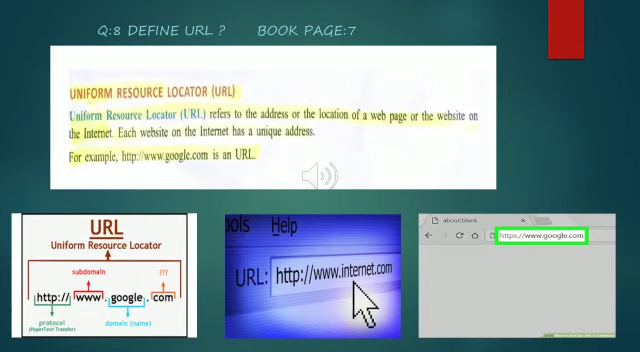 Q:8 DEFINE URL ? BOOK PAGE:7
UNIFORM RESOURCE LOCATOR (URL)
Uniform Resource Locator (URL) refers to the address or the location of a web page or the website on
the Internet. Each website on the Internet has a unique address.
For example, http://www.google.com is an URL.
URL
Uniform Resource Locator
subdomain
???
http://www.google.com
protocol
(HyperText Transfer)
domain (name)
ools Help
URL: http://www.internet.com
about:blank
https://www.google.com